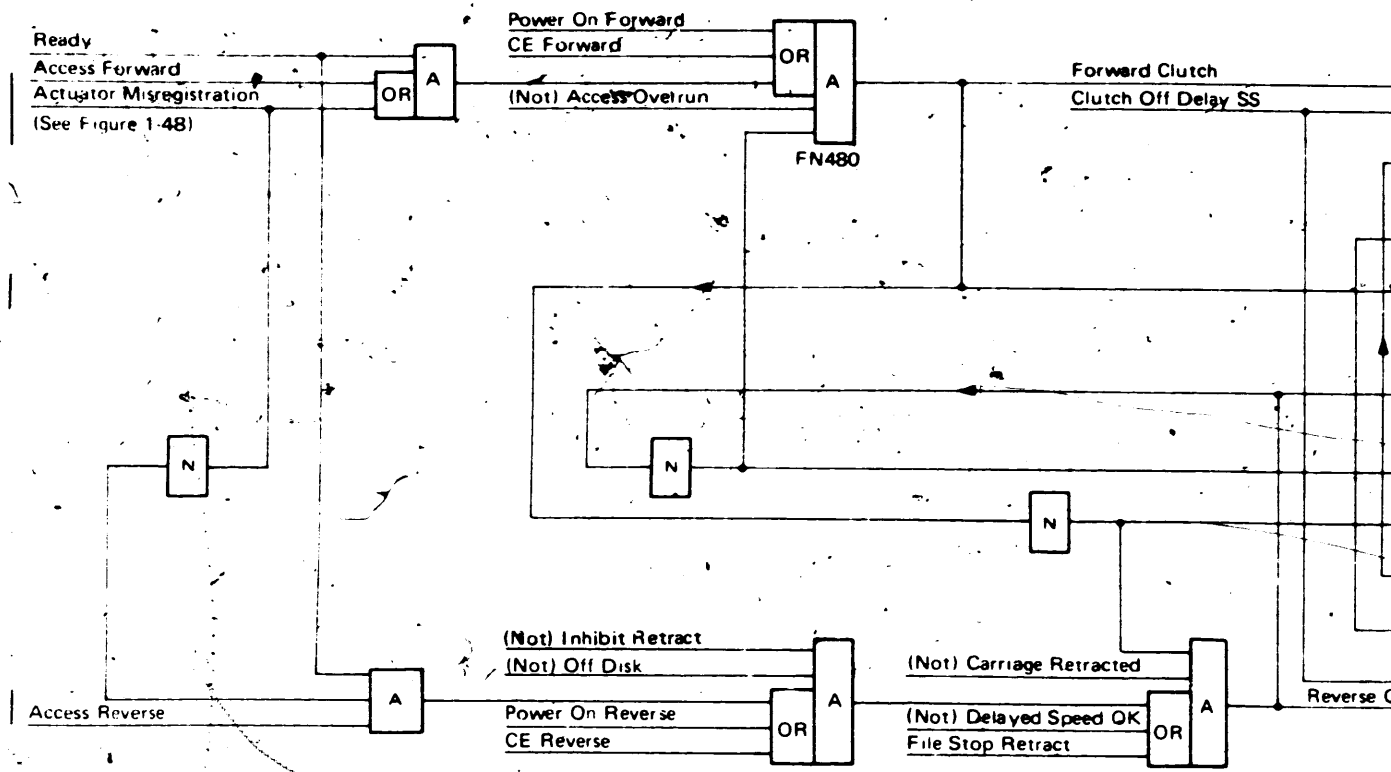 Ready
Access Forward
Actuator Misregistration
(See Figure 1-48)
OR
A
Power On Forward
CE Forward
(Not) Access Overrun
OR
A
FN480
Forward Clutch
Clutch Off Delay SS
N
N
N
Access Reverse
A
(Not) Inhibit Retract
(Not) Off Disk
Power On Reverse
CE Reverse
OR
A
(Not) Carriage Retracted
(Not) Delayed Speed OK
File Stop Retract
OR
A
Reverse